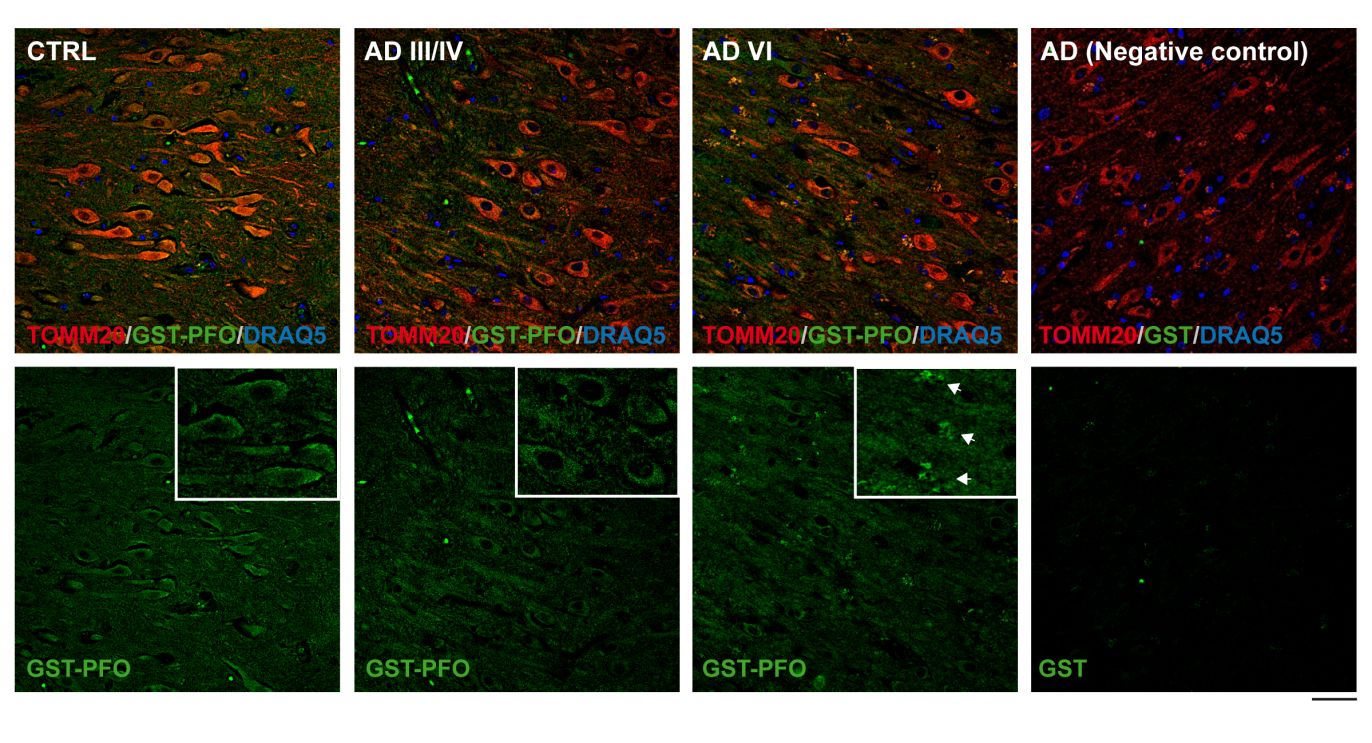 CTRL
AD III/IV
AD VI
AD (Negative control)
TOMM20/GST-PFO/DRAQ5
TOMM20/GST-PFO/DRAQ5
TOMM20/GST-PFO/DRAQ5
TOMM20/GST/DRAQ5
GST-PFO
GST-PFO
GST-PFO
GST